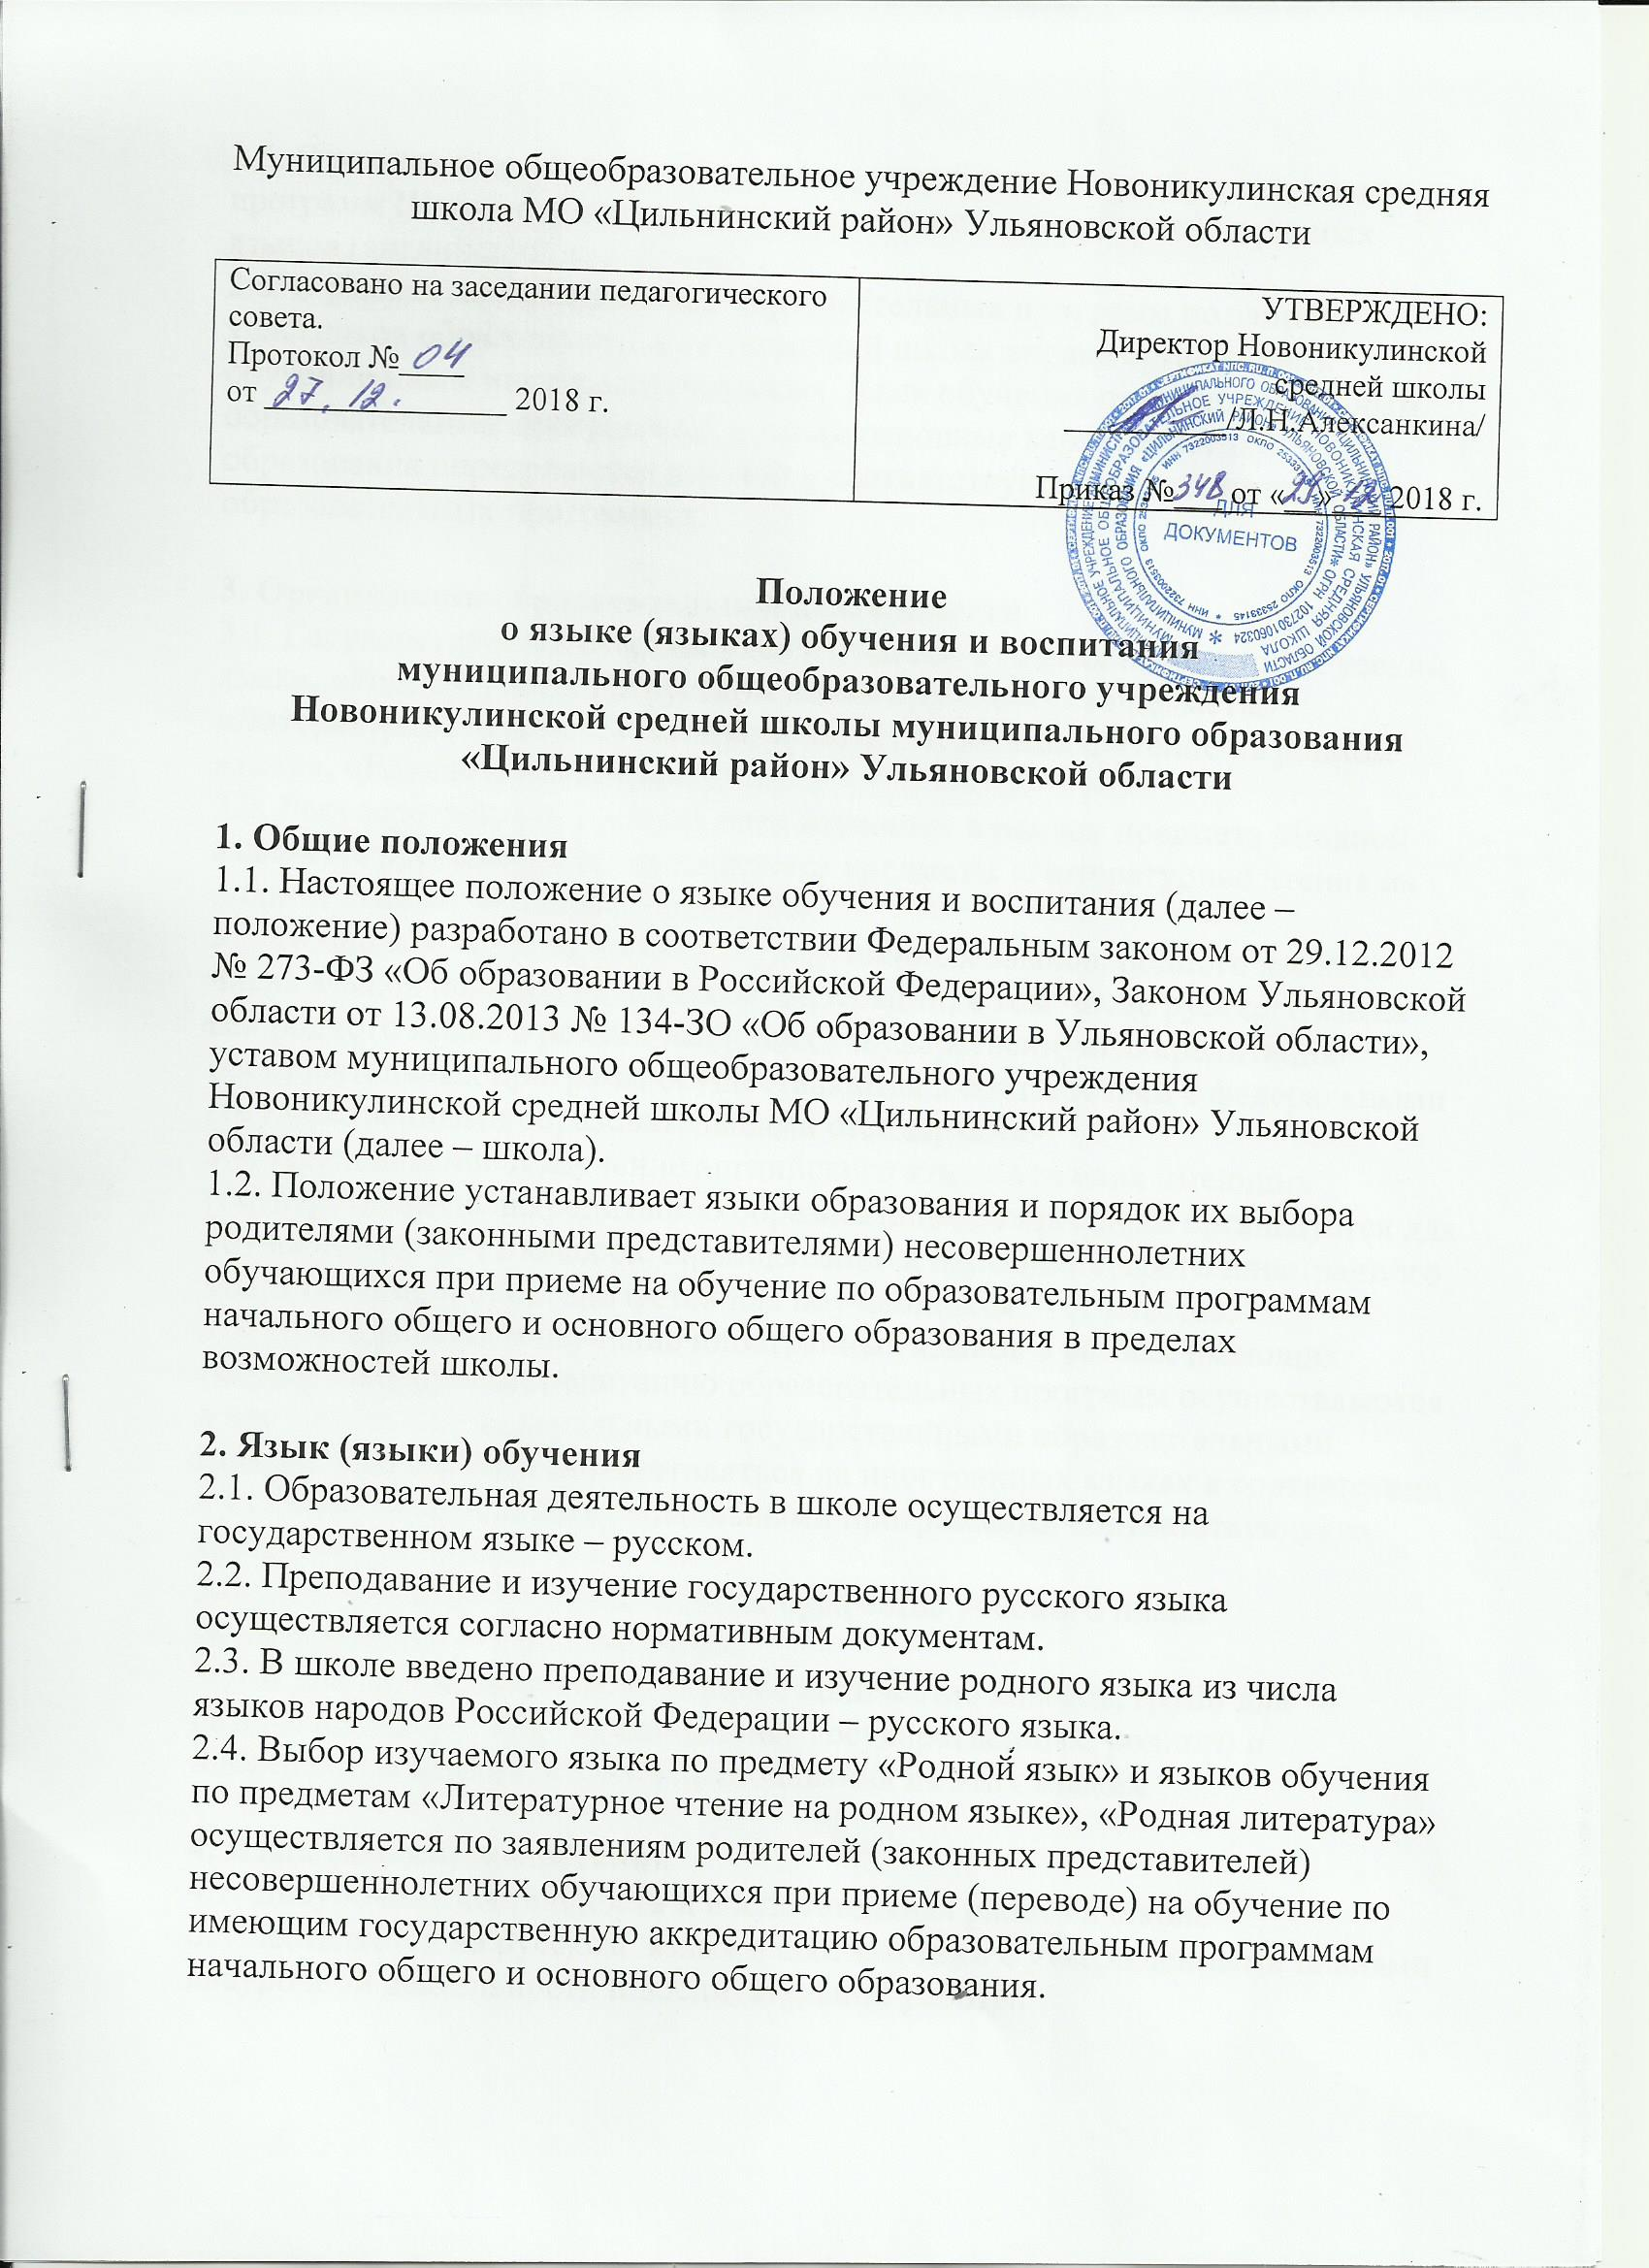 Муниципальное общеобразовательное учреждение Новоникулинская средняя
школа МО «Цильнинский район» Ульяновской области
Согласовано на заседании педагогического
совета.
Протокол № 04
от 27.12. 2018 г.
УТВЕРЖДЕНО:
Директор Новоникулинской
средней школы
/Л.Н.Алексанкина/
Приказ № 348 от «29» 12 2018 г.
ДЛЯ
ДОКУМЕНТОВ
Положение
о языке (языках) обучения и воспитания
муниципального общеобразовательного учреждения
Новоникулинской средней школы муниципального образования
«Цильнинский район» Ульяновской области
1. Общие положения
1.1. Настоящее положение о языке обучения и воспитания (далее –
положение) разработано в соответствии Федеральным законом от 29.12.2012
№ 273-ФЗ «Об образовании в Российской Федерации», Законом Ульяновской
области от 13.08.2013 № 134-ЗО «Об образовании в Ульяновской области»,
уставом муниципального общеобразовательного учреждения
Новоникулинской средней школы МО «Цильнинский район» Ульяновской
области (далее – школа).
1.2. Положение устанавливает языки образования и порядок их выбора
родителями (законными представителями) несовершеннолетних
обучающихся при приеме на обучение по образовательным программам
начального общего и основного общего образования в пределах
возможностей школы.
2. Язык (языки) обучения
2.1. Образовательная деятельность в школе осуществляется на
государственном языке – русском.
2.2. Преподавание и изучение государственного русского языка
осуществляется согласно нормативным документам.
2.3. В школе введено преподавание и изучение родного языка из числа
языков народов Российской Федерации – русского языка.
2.4. Выбор изучаемого языка по предмету «Родной язык» и языков обучения
по предметам «Литературное чтение на родном языке», «Родная литература»
осуществляется по заявлениям родителей (законных представителей)
несовершеннолетних обучающихся при приеме (переводе) на обучение по
имеющим государственную аккредитацию образовательным программам
начального общего и основного общего образования.